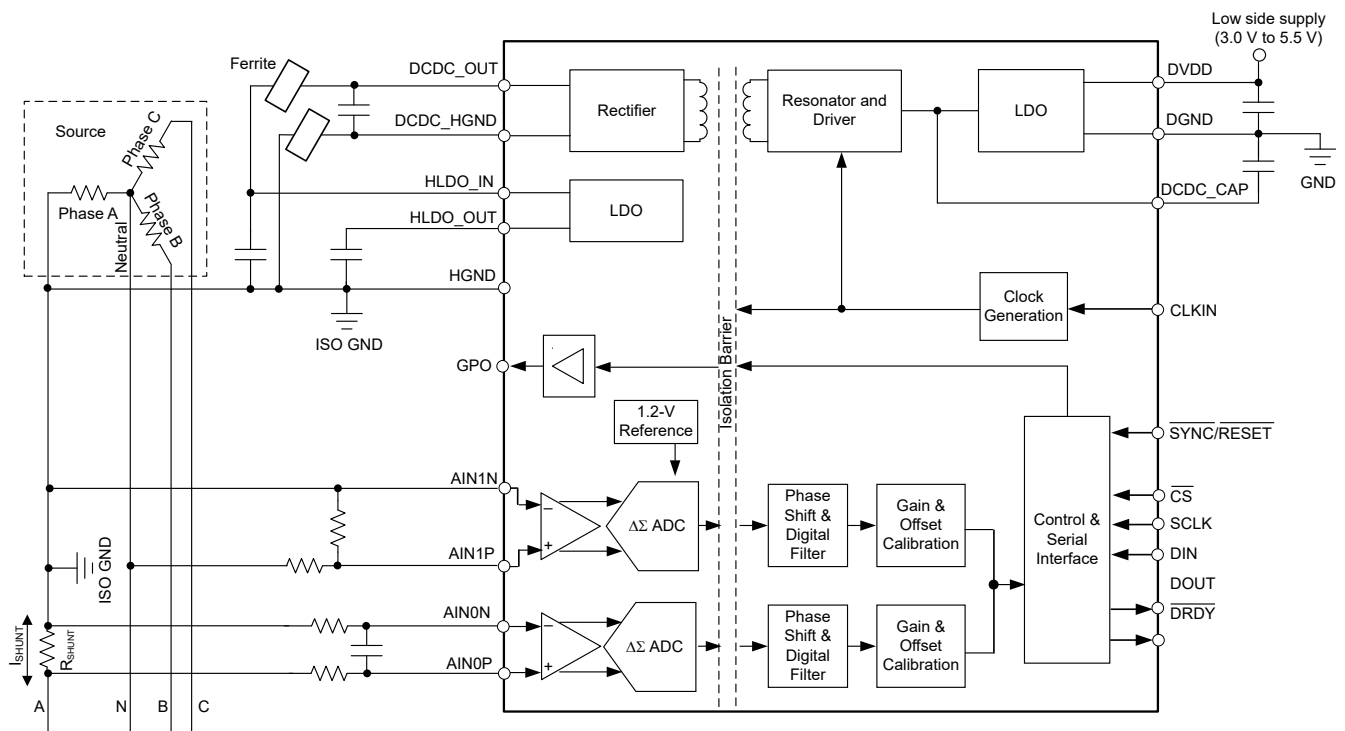 Low side supply
(3.0 V to 5.5 V)
Ferrite
DCDC_OUT
DVDD
Rectifier
Resonator and
Driver
LDO
Source
Phase C
DCDC_HGND
DGND
GND
HLDO_IN
DCDC_CAP
Phase A
Phase B
Neutral
LDO
HLDO_OUT
HGND
Clock
Generation
CLKIN
ISO GND
Isolation Barrier
GPO
1.2-V
Reference
SYNC/RESET
AIN1N
ΔΣ ADC
Phase
Shift &
Digital
Filter
Gain &
Offset
Calibration
Control &
Serial
Interface
CS
SCLK
DIN
AIN1P
ISO GND
DOUT
DRDY
AIN0N
ΔΣ ADC
Phase
Shift &
Digital
Filter
Gain &
Offset
Calibration
ISHUNT
RSHUNT
AIN0P
A
N
B
C
− 
+
−
+